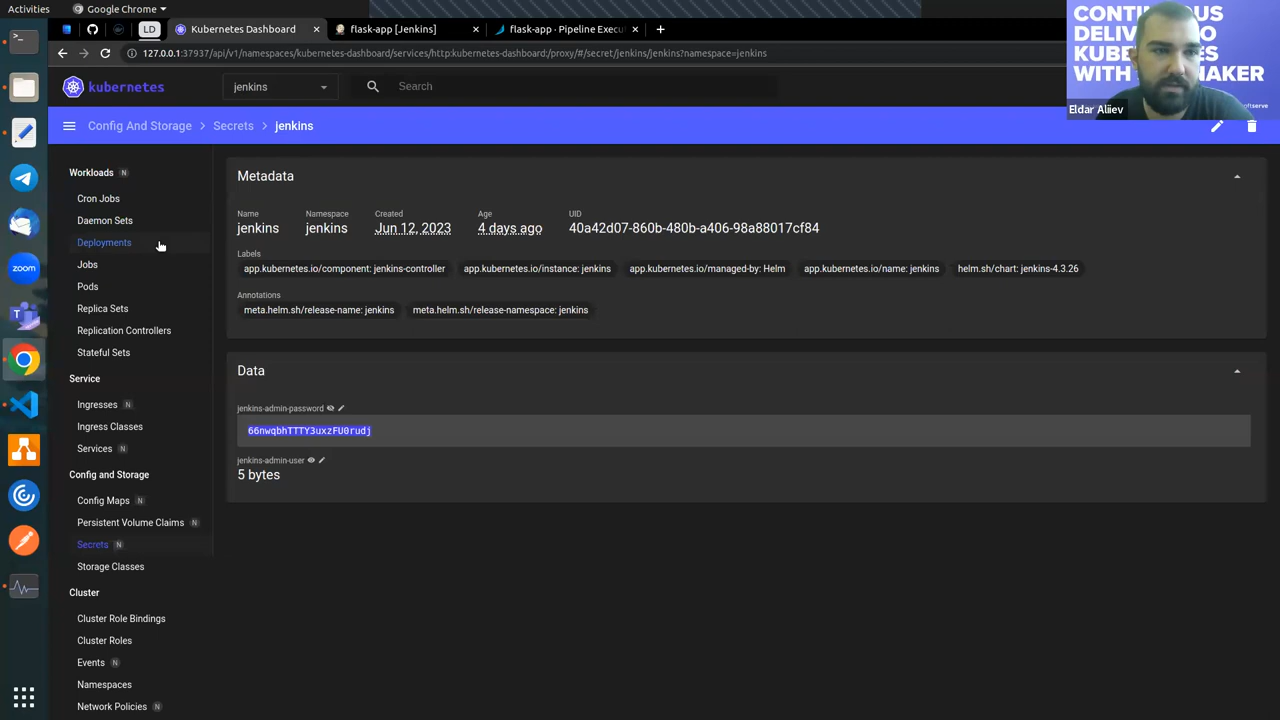 Activities
Google Chrome
LD
Kubernetes Dashboard
flask-app [Jenkins]
127.0.0.1:37937/api/v1/namespaces/kubernetes-dashboard/services/http:kubernetes-dashboard:/proxy/#/secret/jenkins/jenkins?namespace=jenkins
kubernetes
jenkins
Search
Eldar Aliiev
Config And Storage
Secrets
jenkins
Workloads N
Cron Jobs
Daemon Sets
Deployments
Jobs
Pods
Replica Sets
Replication Controllers
Stateful Sets
Service
Ingresses N
Ingress Classes
Services N
Config and Storage
Config Maps N
Persistent Volume Claims N
Secrets N
Storage Classes
Cluster
Cluster Role Bindings
Cluster Roles
Events N
Namespaces
Network Policies N
Metadata
Name
jenkins
Namespace
jenkins
Created
Jun 12, 2023
Age
4 days ago
UID
40a42d07-860b-480b-a406-98a88017cf84
Labels
app.kubernetes.io/component: jenkins-controller
app.kubernetes.io/instance: jenkins
app.kubernetes.io/managed-by: Helm
app.kubernetes.io/name: jenkins
helm.sh/chart: jenkins-4.3.26
Annotations
meta.helm.sh/release-name: jenkins
meta.helm.sh/release-namespace: jenkins
Data
jenkins-admin-password
66nwqbhTTTY3uxzFU0rudj
jenkins-admin-user
5 bytes
zoom
flask-app · Pipeline Execu